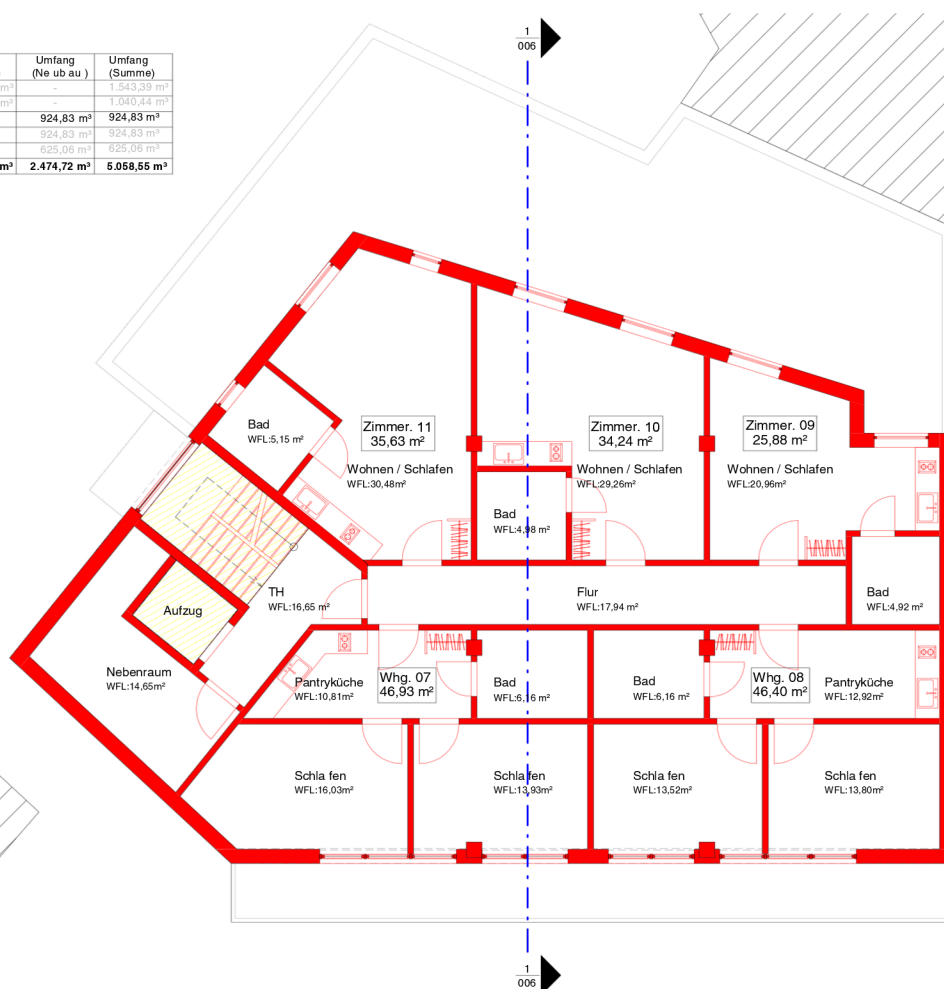 1
006
Umfang Umfang
(Ne ub au ) (Summe)
m³ - 1.543,39 m³
m³ - 1.040,44 m³
924,83 m³ 924,83 m³
924,83 m³ 924,83 m³
625,06 m³ 625,06 m³
m³ 2.474,72 m³ 5.058,55 m³
Bad
WFL:5,15 m²
Zimmer. 11
35,63 m²
Wohnen / Schlafen
WFL:30,48m²
Zimmer. 10
34,24 m²
Wohnen / Schlafen
WFL:29,26m²
Zimmer. 09
25,88 m²
Wohnen / Schlafen
WFL:20,96m²
Bad
WFL:4,98 m²
TH
WFL:16,65 m²
Aufzug
Flur
WFL:17,94 m²
Bad
WFL:4,92 m²
Nebenraum
WFL:14,65m²
Pantryküche
WFL:10,81m²
Whg. 07
46,93 m²
Bad
WFL:6,16 m²
Bad
WFL:6,16 m²
Whg. 08
46,40 m²
Pantryküche
WFL:12,92m²
Schla fen
WFL:16,03m²
Schla fen
WFL:13,93m²
Schla fen
WFL:13,52m²
Schla fen
WFL:13,80m²
1
006